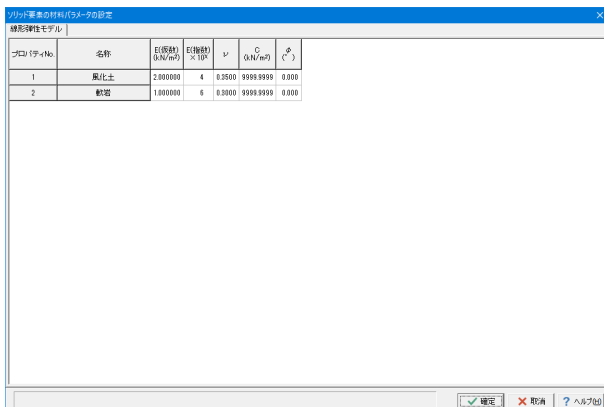 ソリッド要素の材料パラメータの設定
線形弾性モデル
プロパティNo. 名称 E(仮数) (kN/m²) E(指数) ×10ˣ ν C (kN/m²) φ (°)
1 風化土 2.000000 4 0.3500 9999.9999 0.000
2 軟岩 1.000000 6 0.3000 9999.9999 0.000
確定 取消 ? ヘルプ(H)